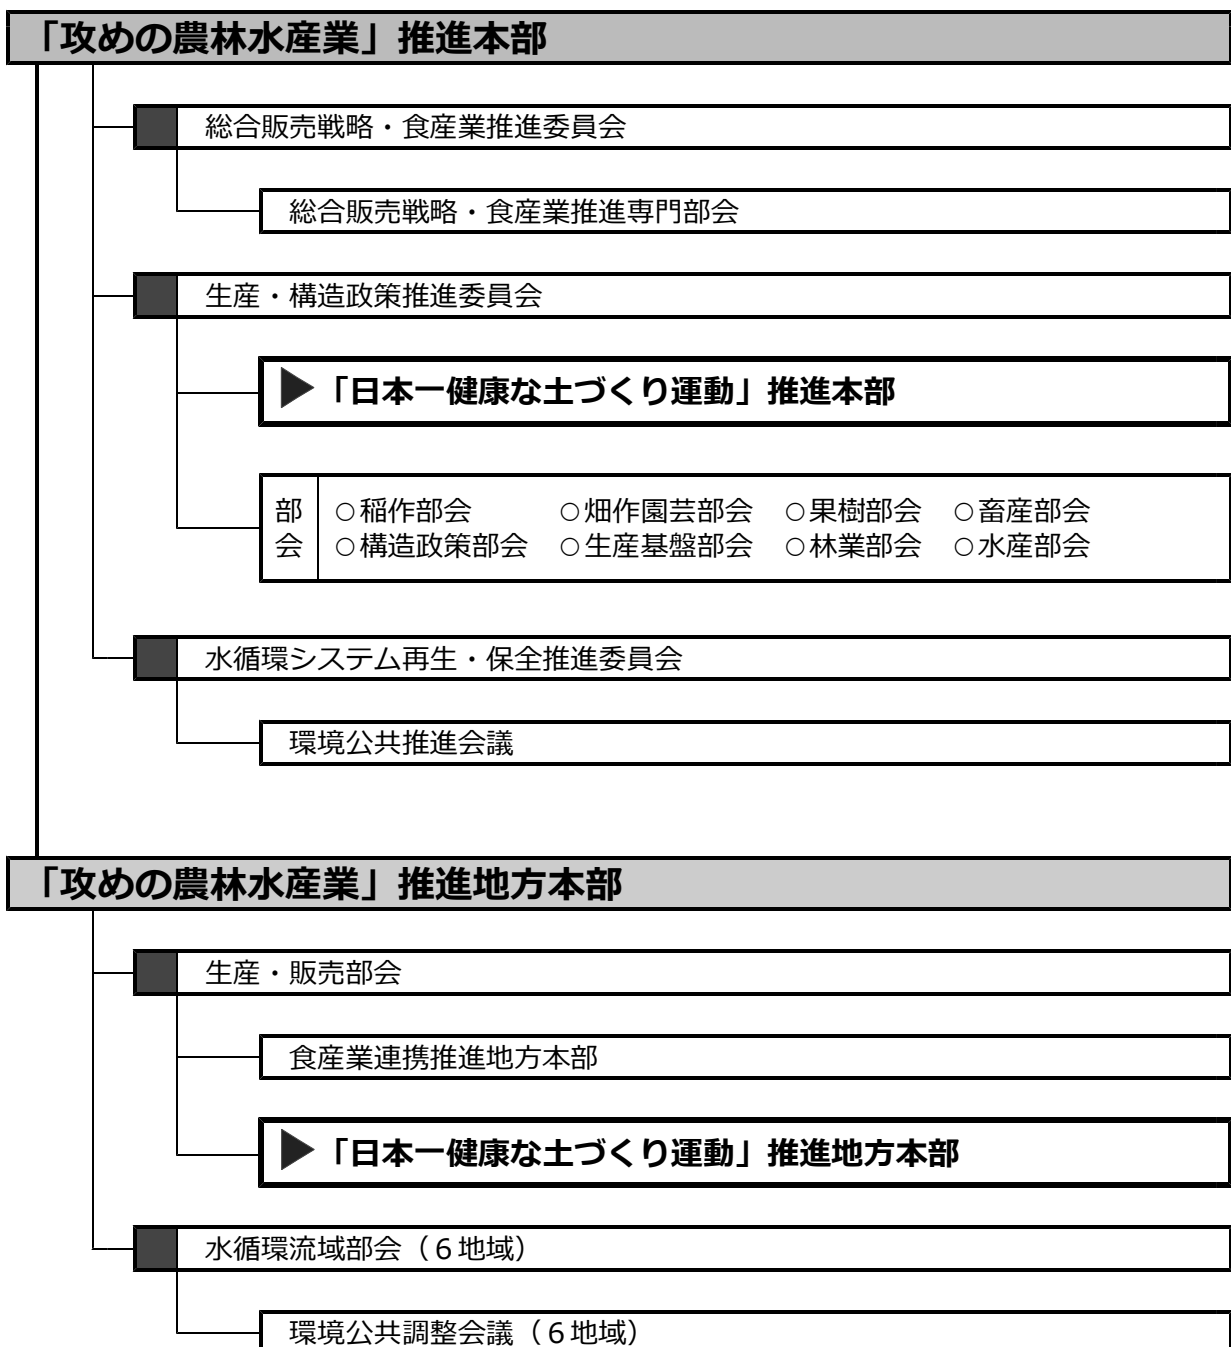 「攻めの農林水産業」推進本部
総合販売戦略・食産業推進委員会
総合販売戦略・食産業推進専門部会
生産・構造政策推進委員会
▶「日本一健康な土づくり運動」推進本部
部会
○稲作部会 ○畑作園芸部会 ○果樹部会 ○畜産部会
○構造政策部会 ○生産基盤部会 ○林業部会 ○水産部会
水循環システム再生・保全推進委員会
環境公共推進会議
「攻めの農林水産業」推進地方本部
生産・販売部会
食産業連携推進地方本部
▶「日本一健康な土づくり運動」推進地方本部
水循環流域部会（６地域）
環境公共調整会議（６地域）